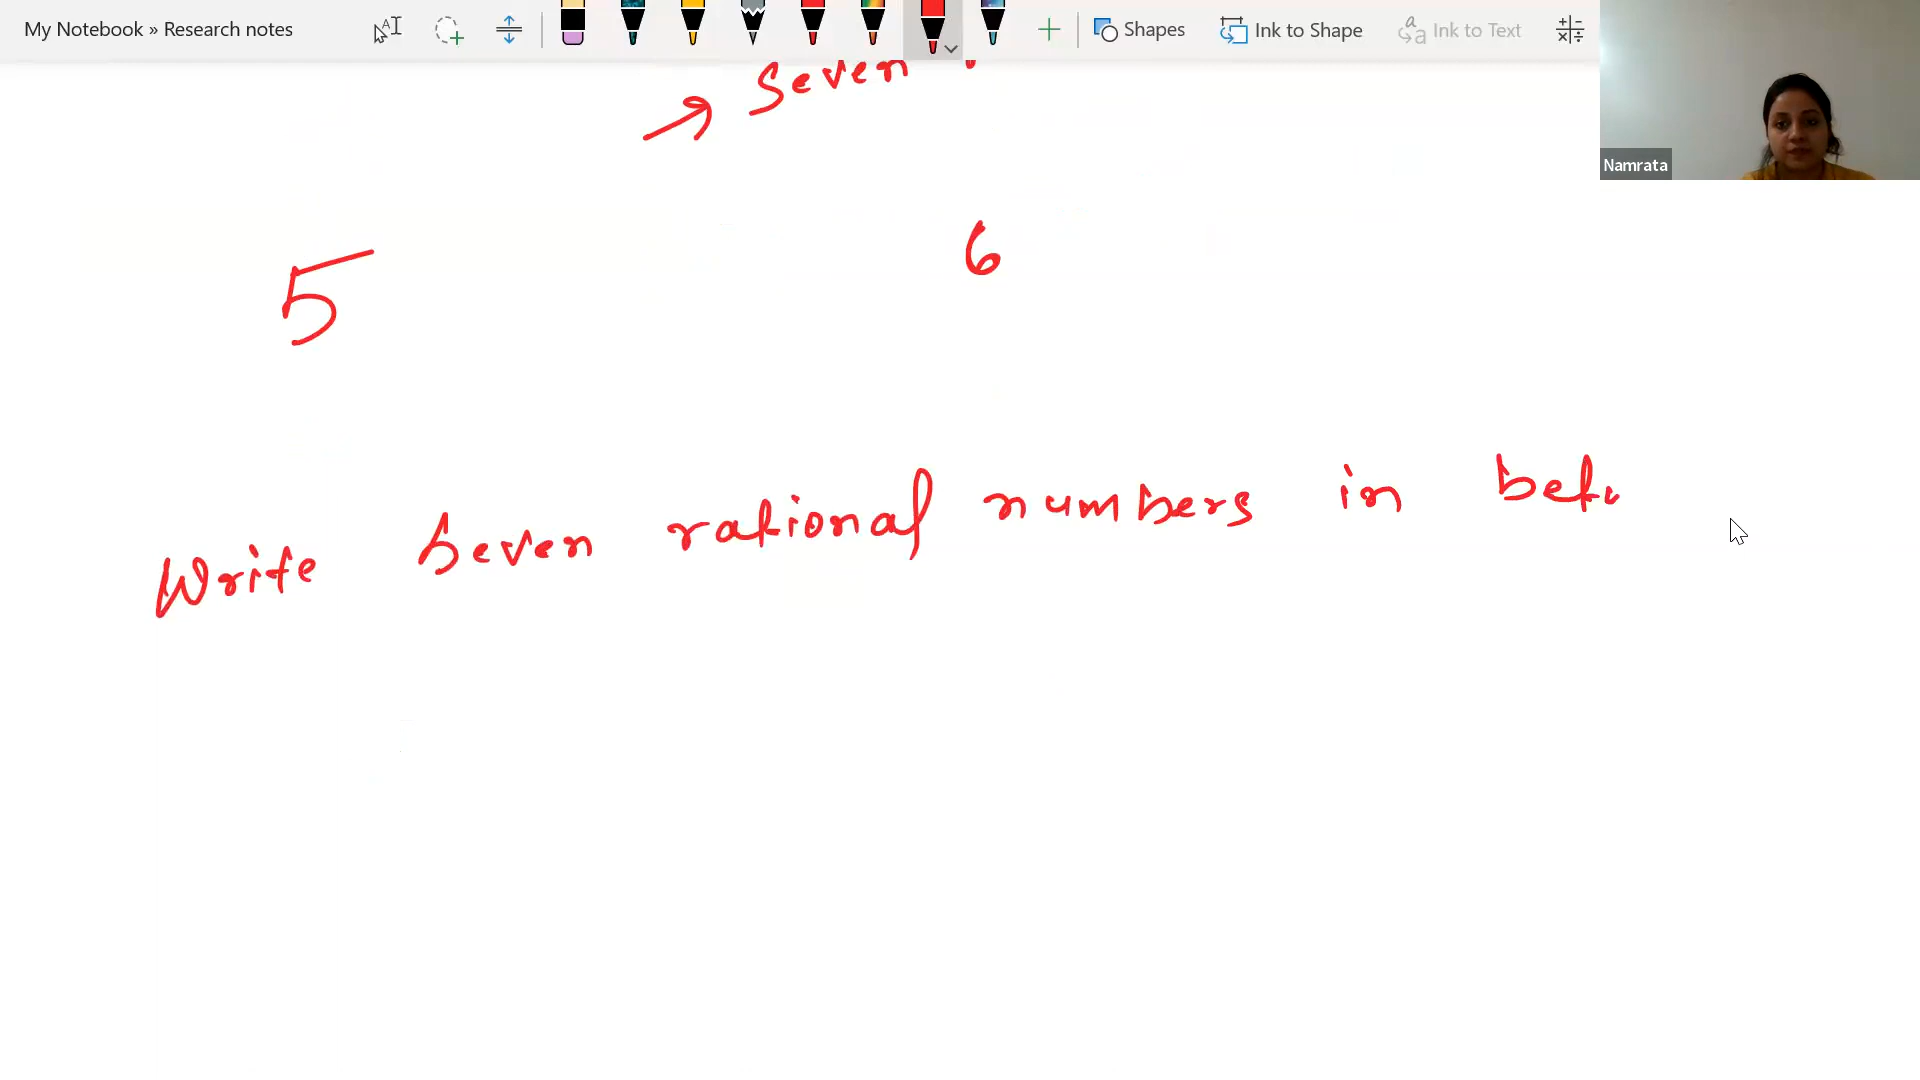 My Notebook » Research notes
Shapes
Ink to Shape
Ink to Text
Namrata
→ Seven
5 6
Write Seven rational numbers in betw